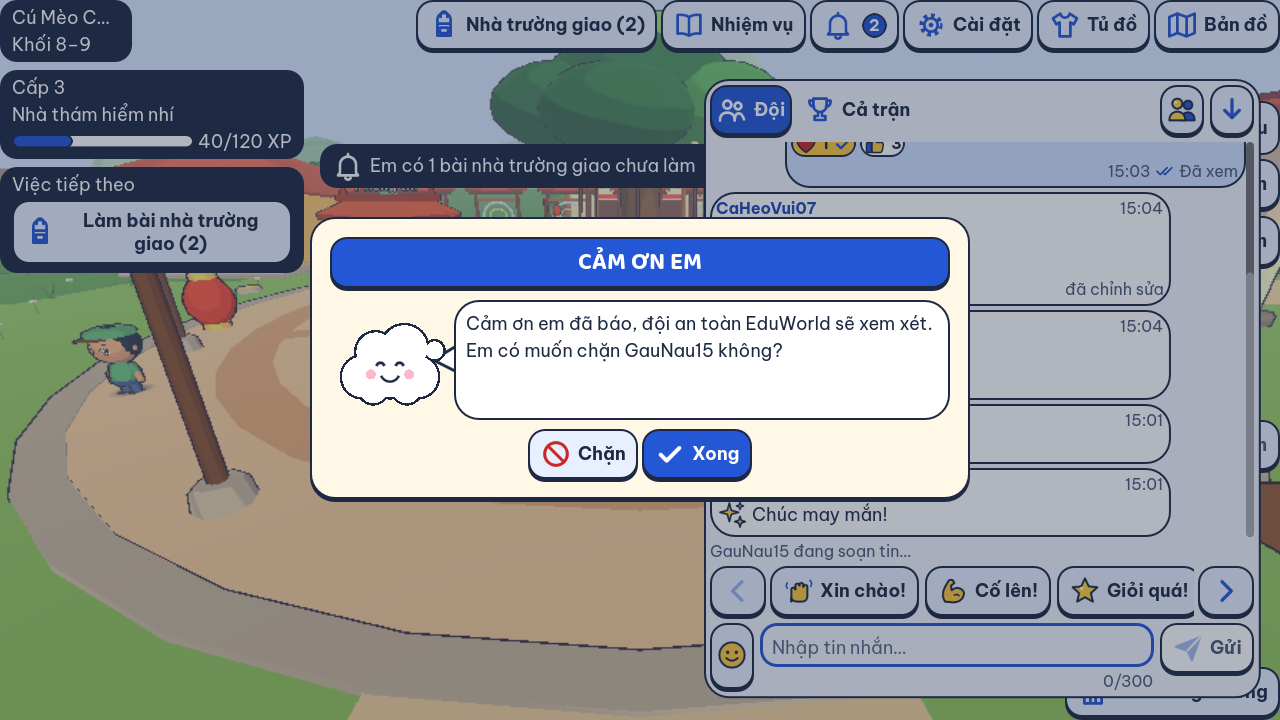 Cú Mèo C...
Khối 8–9
Nhà trường giao (2)
Nhiệm vụ
2
Cài đặt
Tủ đồ
Bản đồ
Cấp 3
Nhà thám hiểm nhí
40/120 XP
Việc tiếp theo
Làm bài nhà trường
giao (2)
Em có 1 bài nhà trường giao chưa làm
Đội
Cả trận
1
3
15:03
Đã xem
CaHeoVui07
15:04
đã chỉnh sửa
15:04
15:01
15:01
Chúc may mắn!
CẢM ƠN EM
Cảm ơn em đã báo, đội an toàn EduWorld sẽ xem xét.
Em có muốn chặn GauNau15 không?
Chặn
Xong
GauNau15 đang soạn tin...
Xin chào!
Cố lên!
Giỏi quá!
Nhập tin nhắn...
Gửi
0/300